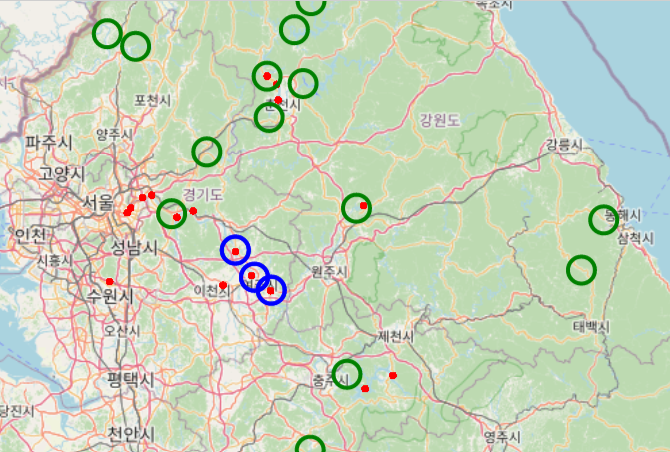 포천시
강원도
양주시
파주시
강릉시
고양시
경기도
서울
동해시
인천
삼척시
성남시
시흥시
원주시
수원시
이천시
태백시
오산시
제천시
평택시
충주시
당진시
천안시
영주시